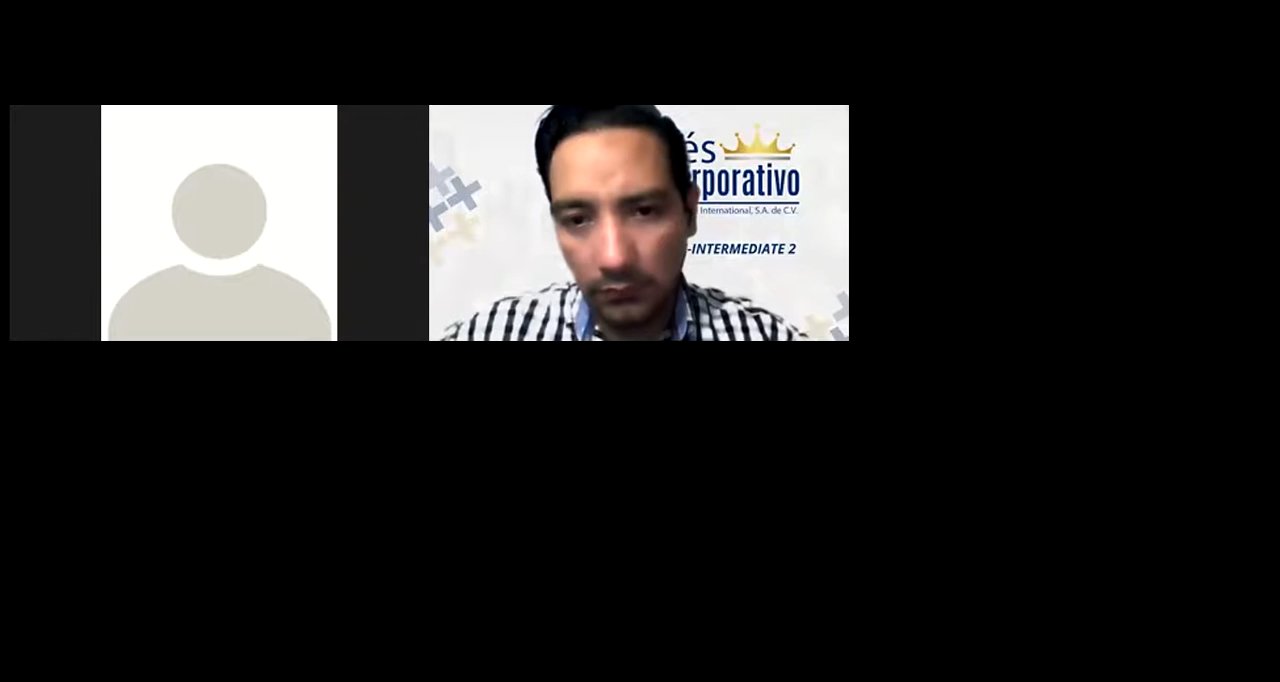 és
rporativo
International, S.A. de C.V.
-INTERMEDIATE 2